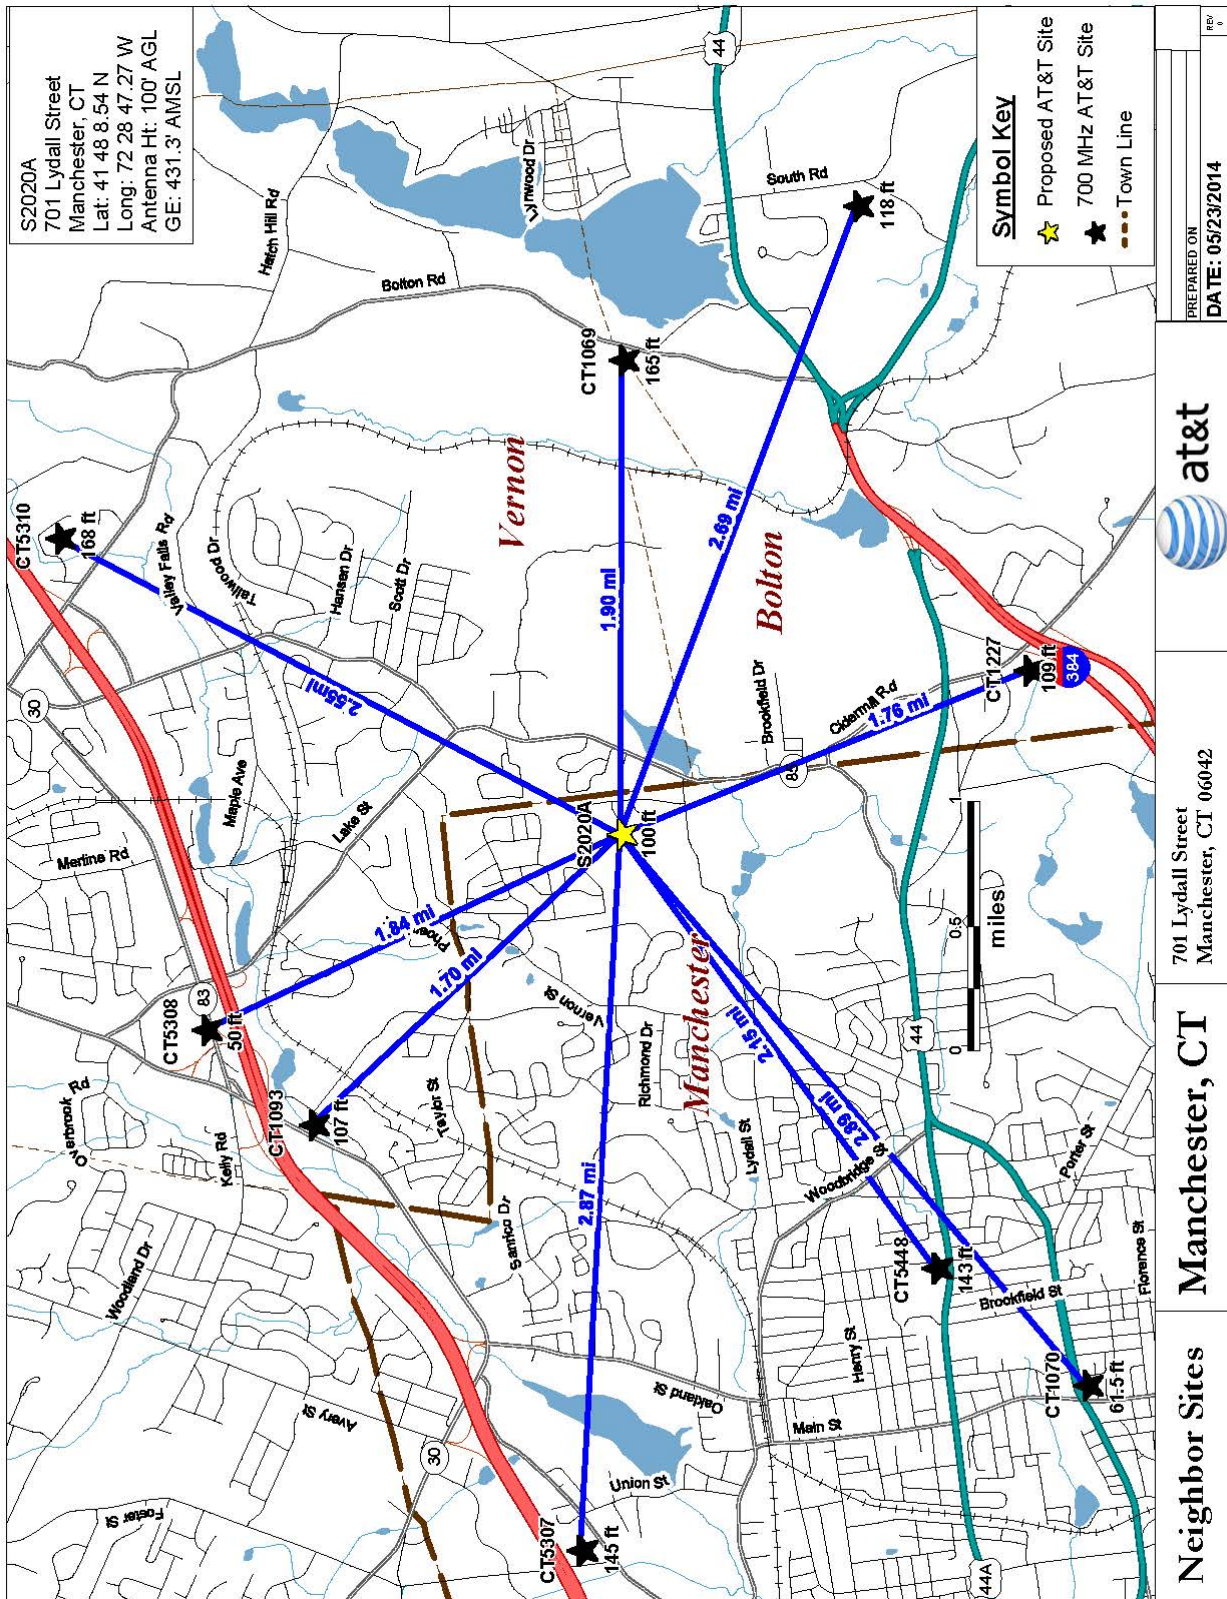 S2020A
701 Lydall Street
Manchester, CT
Lat: 41 48 8.54 N
Long: 72 28 47.27 W
Antenna Ht: 100' AGL
GE: 431.3' AMSL
CT5310
168 ft
30
Valley Falls Rd
Tallwood Dr
Hansen Dr
Scott Dr
Hatch Hill Rd
Bolton Rd
Lynwood Dr
44
South Rd
118 ft
Merline Rd
Maple Ave
Lake St
2.55mi
Vernon
CT1069
165 ft
1.90 mi
2.69 mi
Bolton
CT5308
83
50 ft
1.84 mi
1.70 mi
Overbrook Rd
Kelly Rd
CT1093
107 ft
Taylor St
Vernon St
Richmond Dr
S2020A
100 ft
Brookfield Dr
85
Cidermill Rd
1.76 mi
CT1227
109 ft
384
Woodland Dr
Avery St
Foster St
30
Sanrico Dr
2.87 mi
CT5307
145 ft
Union St
Oakland St
Manchester
Lydall St
2.15 mi
2.89 mi
Woodbridge St
44
CT5448
143 ft
Henry St
Main St
Brookfield St
Porter St
Florence St
CT1070
61.5 ft
44A
0 0.5 1
miles
Symbol Key
Proposed AT&T Site
700 MHz AT&T Site
Town Line
Neighbor Sites
Manchester, CT
701 Lydall Street
Manchester, CT 06042
at&t
PREPARED ON
DATE: 05/23/2014
REV
0